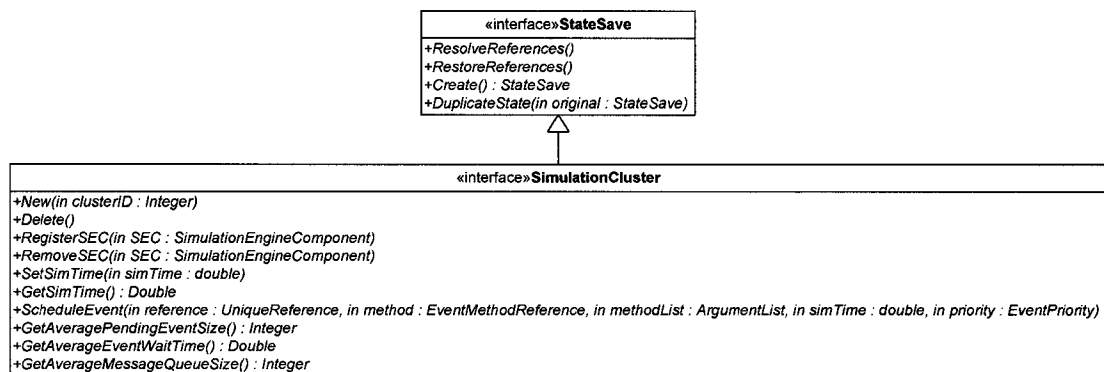 «interface»StateSave
+ResolveReferences()
+RestoreReferences()
+Create() : StateSave
+DuplicateState(in original : StateSave)
«interface»SimulationCluster
+New(in clusterID : Integer)
+Delete()
+RegisterSEC(in SEC : SimulationEngineComponent)
+RemoveSEC(in SEC : SimulationEngineComponent)
+SetSimTime(in simTime : double)
+GetSimTime() : Double
+ScheduleEvent(in reference : UniqueReference, in method : EventMethodReference, in methodList : ArgumentList, in simTime : double, in priority : EventPriority)
+GetAveragePendingEventSize() : Integer
+GetAverageEventWaitTime() : Double
+GetAverageMessageQueueSize() : Integer